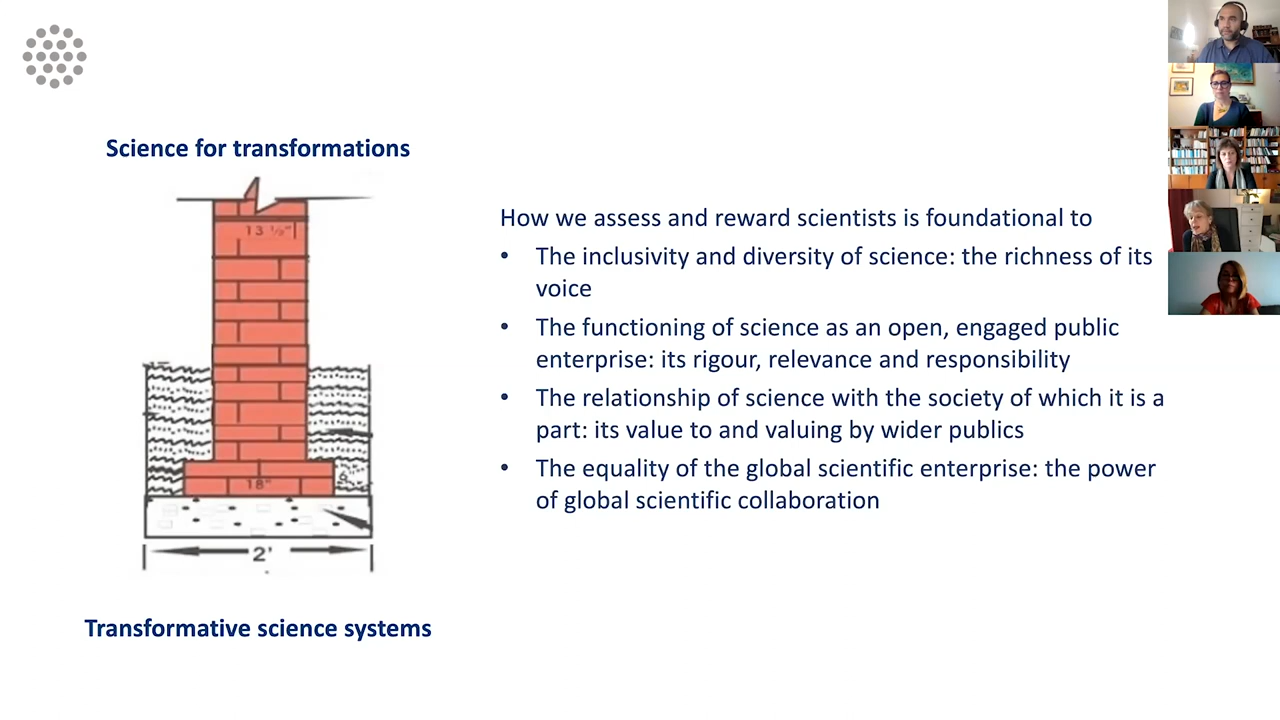 Science for transformations
13 ½"
18"
6"
2'
Transformative science systems
How we assess and reward scientists is foundational to
• The inclusivity and diversity of science: the richness of its
voice
• The functioning of science as an open, engaged public
enterprise: its rigour, relevance and responsibility
• The relationship of science with the society of which it is a
part: its value to and valuing by wider publics
• The equality of the global scientific enterprise: the power
of global scientific collaboration